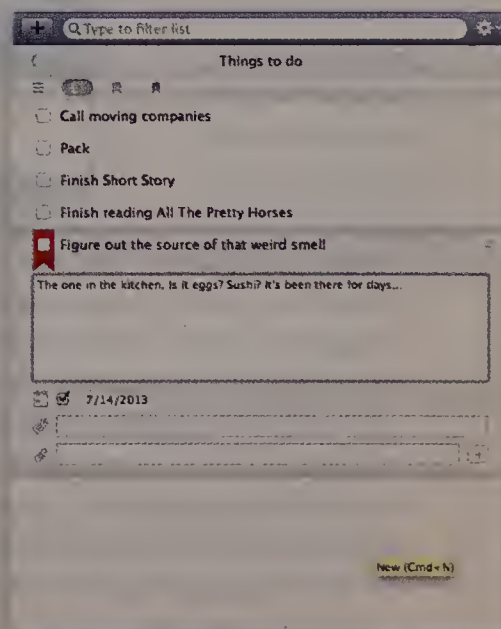 Type to filter list
Things to do
Call moving companies
Pack
Finish Short Story
Finish reading All The Pretty Horses
Figure out the source of that weird smell
The one in the kitchen. Is it eggs? Sushi? It's been there for days...
7/14/2013
New (Cmd+N)